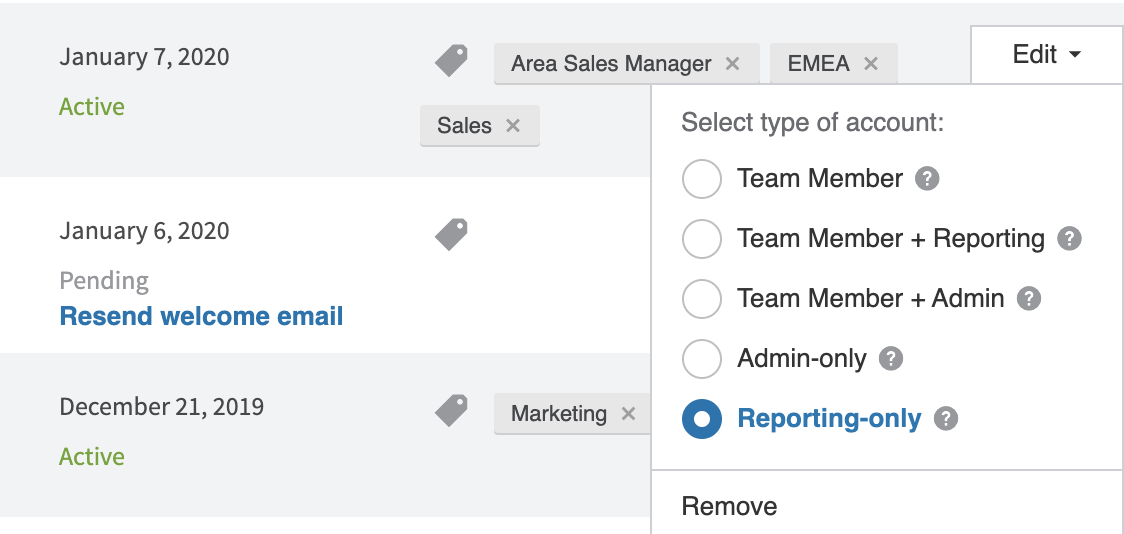 January 7, 2020
Active
Area Sales Manager ×
EMEA ×
Sales ×
Edit
Select type of account:
Team Member ?
Team Member + Reporting ?
Team Member + Admin ?
Admin-only ?
Reporting-only ?
Remove
January 6, 2020
Pending
Resend welcome email
December 21, 2019
Active
Marketing ×